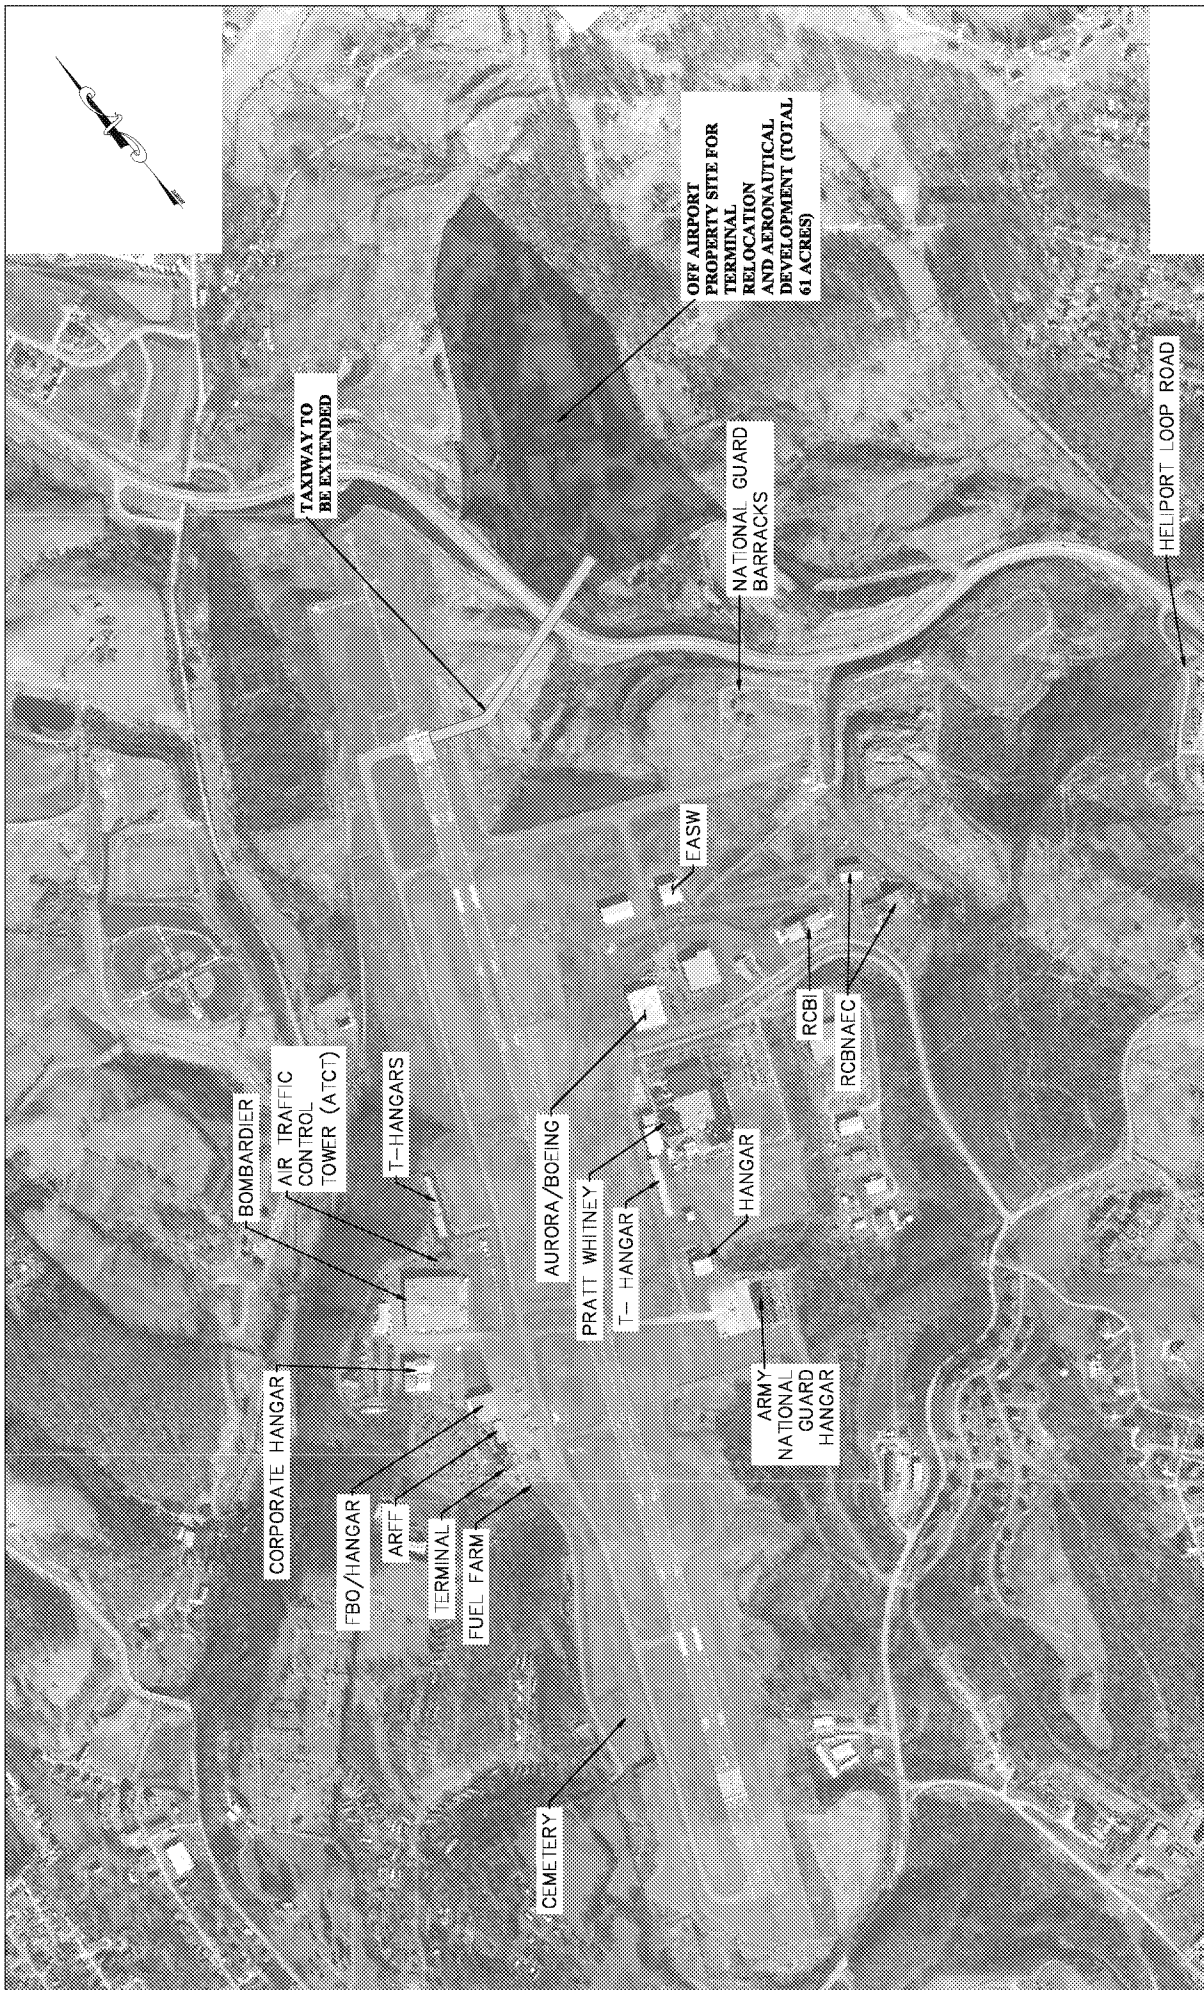 OFF AIRPORT
PROPERTY SITE FOR
TERMINAL
RELOCATION
AND AERONAUTICAL
DEVELOPMENT (TOTAL
61 ACRES)
TAXIWAY TO
BE EXTENDED
NATIONAL GUARD
BARRACKS
HELIPORT LOOP ROAD
EASW
RCBI
RCBNAEC
BOMBARDIER
AIR TRAFFIC
CONTROL
TOWER (ATCT)
T-HANGARS
AURORA/BOEING
PRATT WHITNEY
T- HANGAR
HANGAR
CORPORATE HANGAR
FBO/HANGAR
ARFF
TERMINAL
FUEL FARM
ARMY
NATIONAL
GUARD
HANGAR
CEMETERY